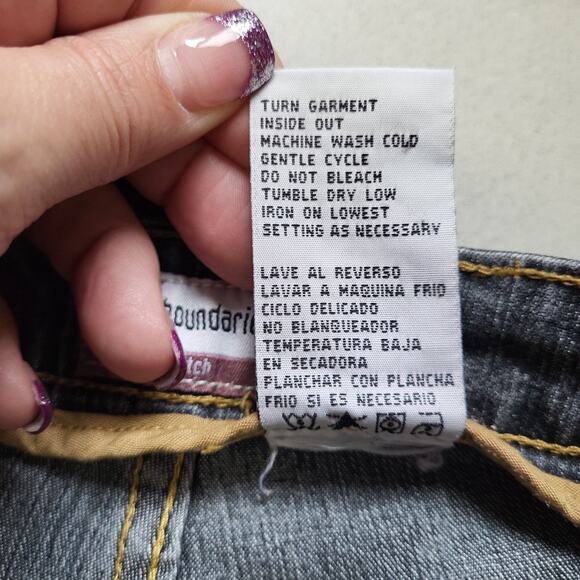 TURN GARMENT
INSIDE OUT
MACHINE WASH COLD
GENTLE CYCLE
DO NOT BLEACH
TUMBLE DRY LOW
IRON ON LOWEST
SETTING AS NECESSARY
LAVE AL REVERSO
LAVAR A MAQUINA FRIO
CICLO DELICADO
NO BLANQUEADOR
TEMPERATURA BAJA
EN SECADORA
PLANCHAR CON PLANCHA
FRIO SI ES NECESARIO